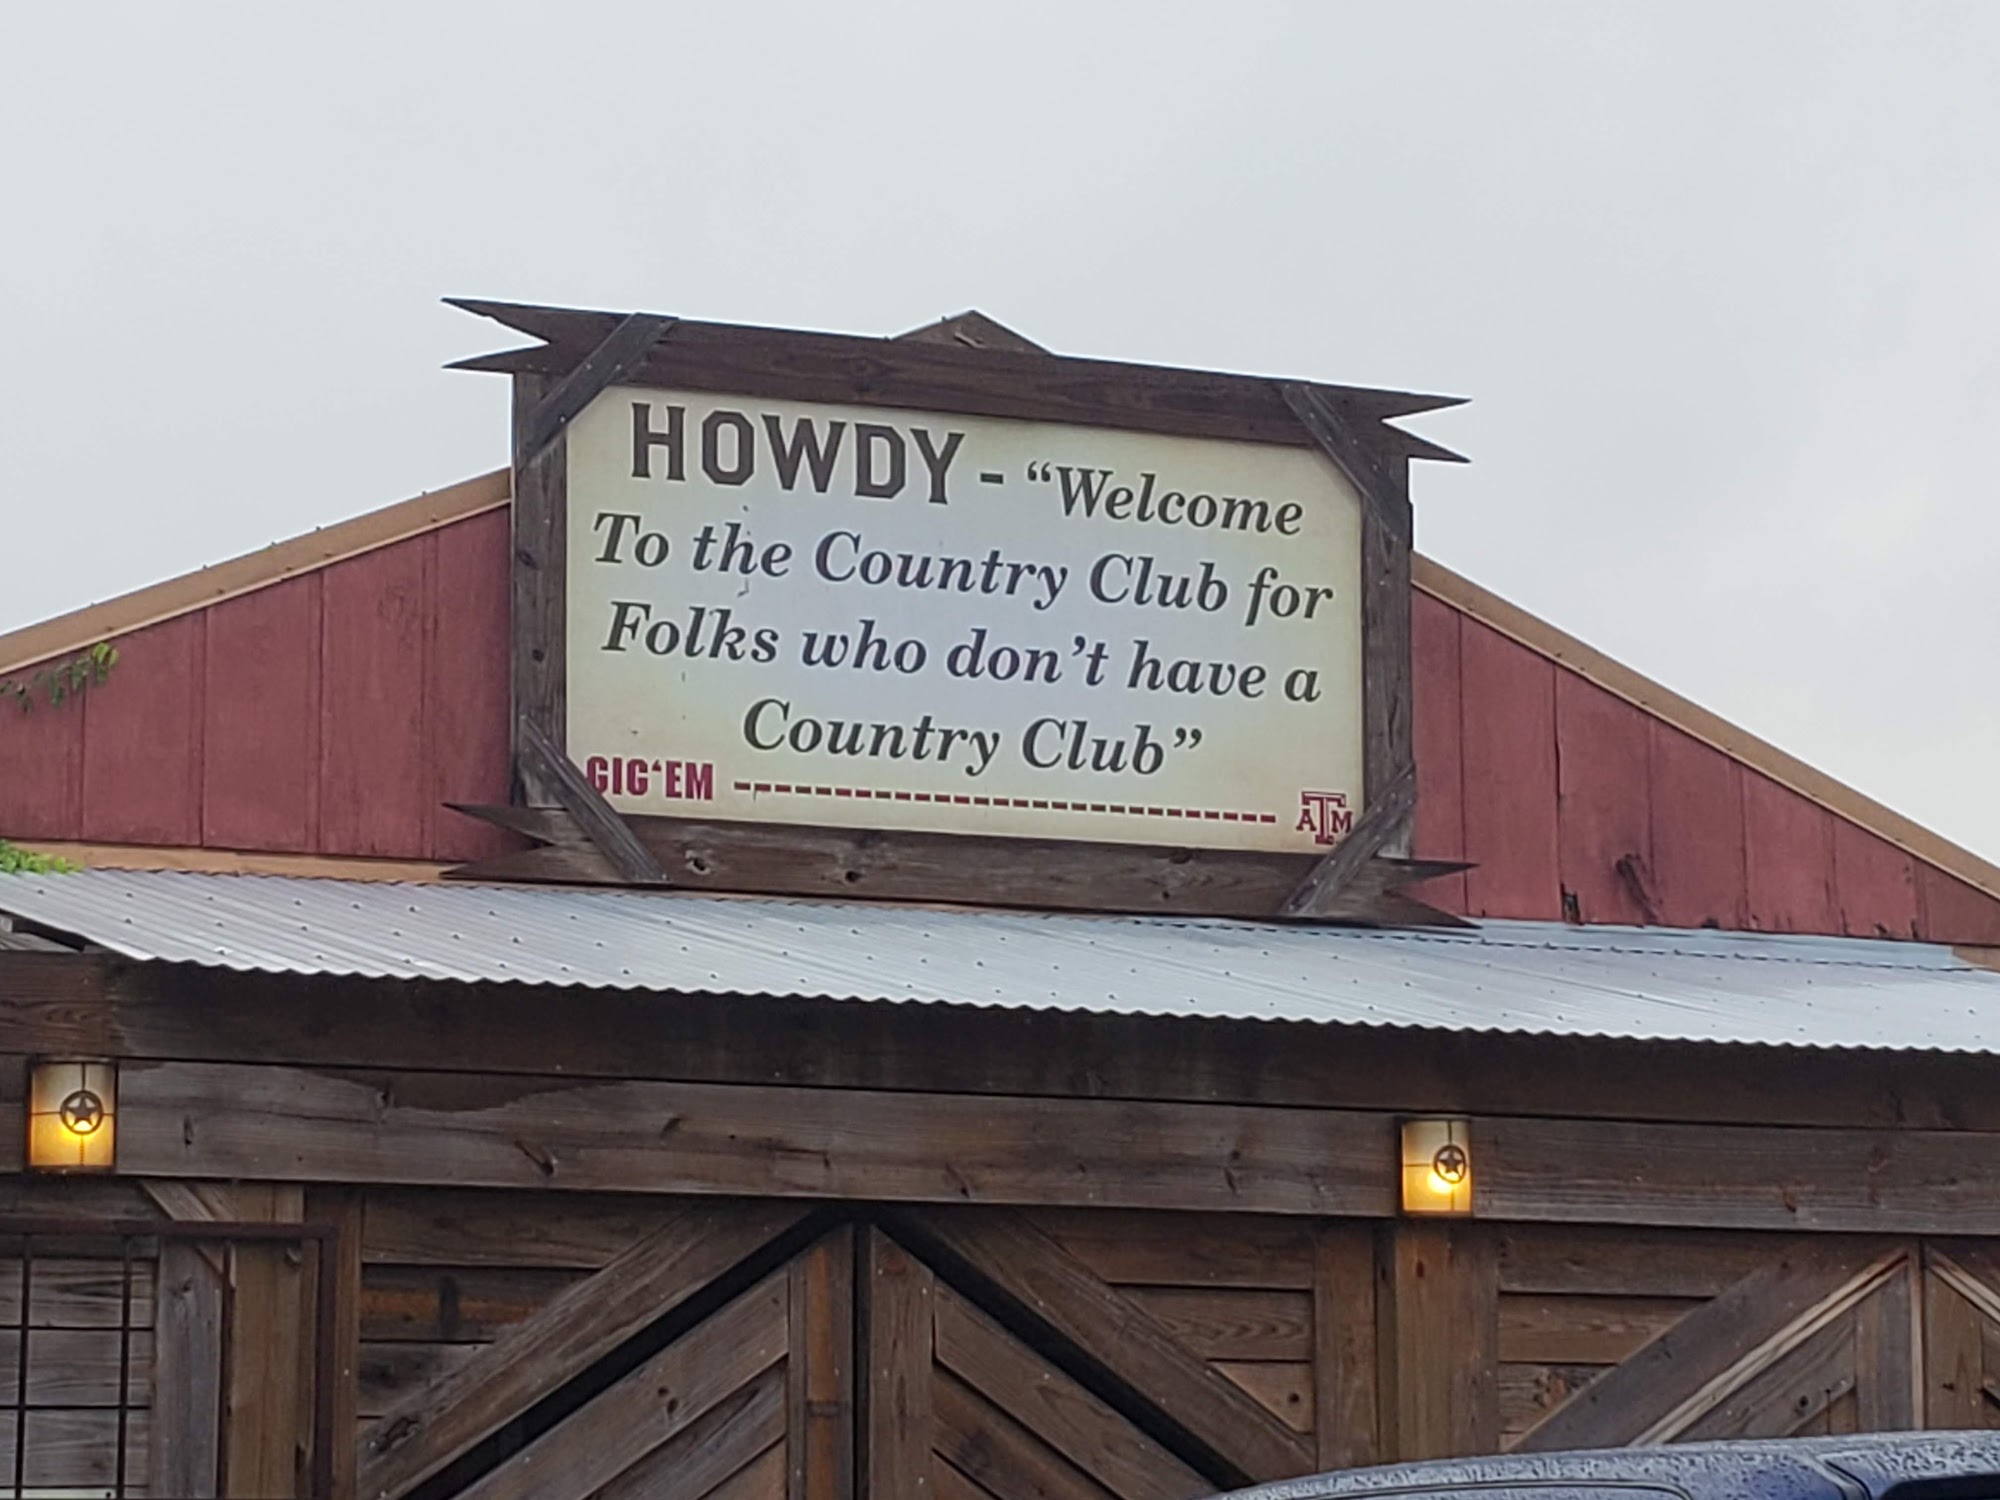 HOWDY - “Welcome
To the Country Club for
Folks who don’t have a
Country Club”
GIG‘EM ---------------------------- ATM